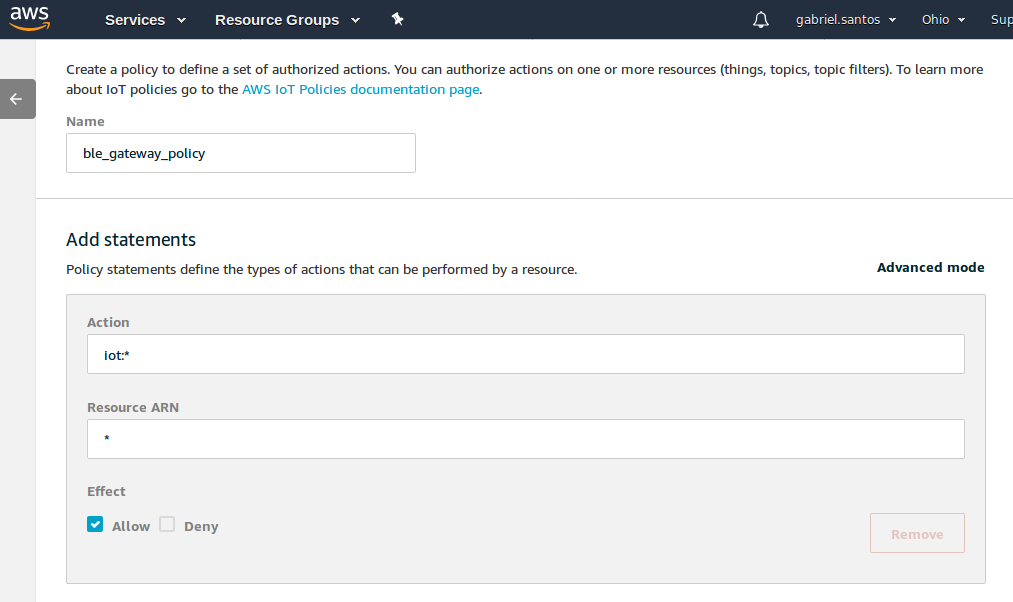 aws Services Resource Groups gabriel.santos Ohio Sup
Create a policy to define a set of authorized actions. You can authorize actions on one or more resources (things, topics, topic filters). To learn more
about IoT policies go to the AWS IoT Policies documentation page.
Name
ble_gateway_policy
Add statements
Policy statements define the types of actions that can be performed by a resource.
Advanced mode
Action
iot:*
Resource ARN
*
Effect
Allow Deny
Remove